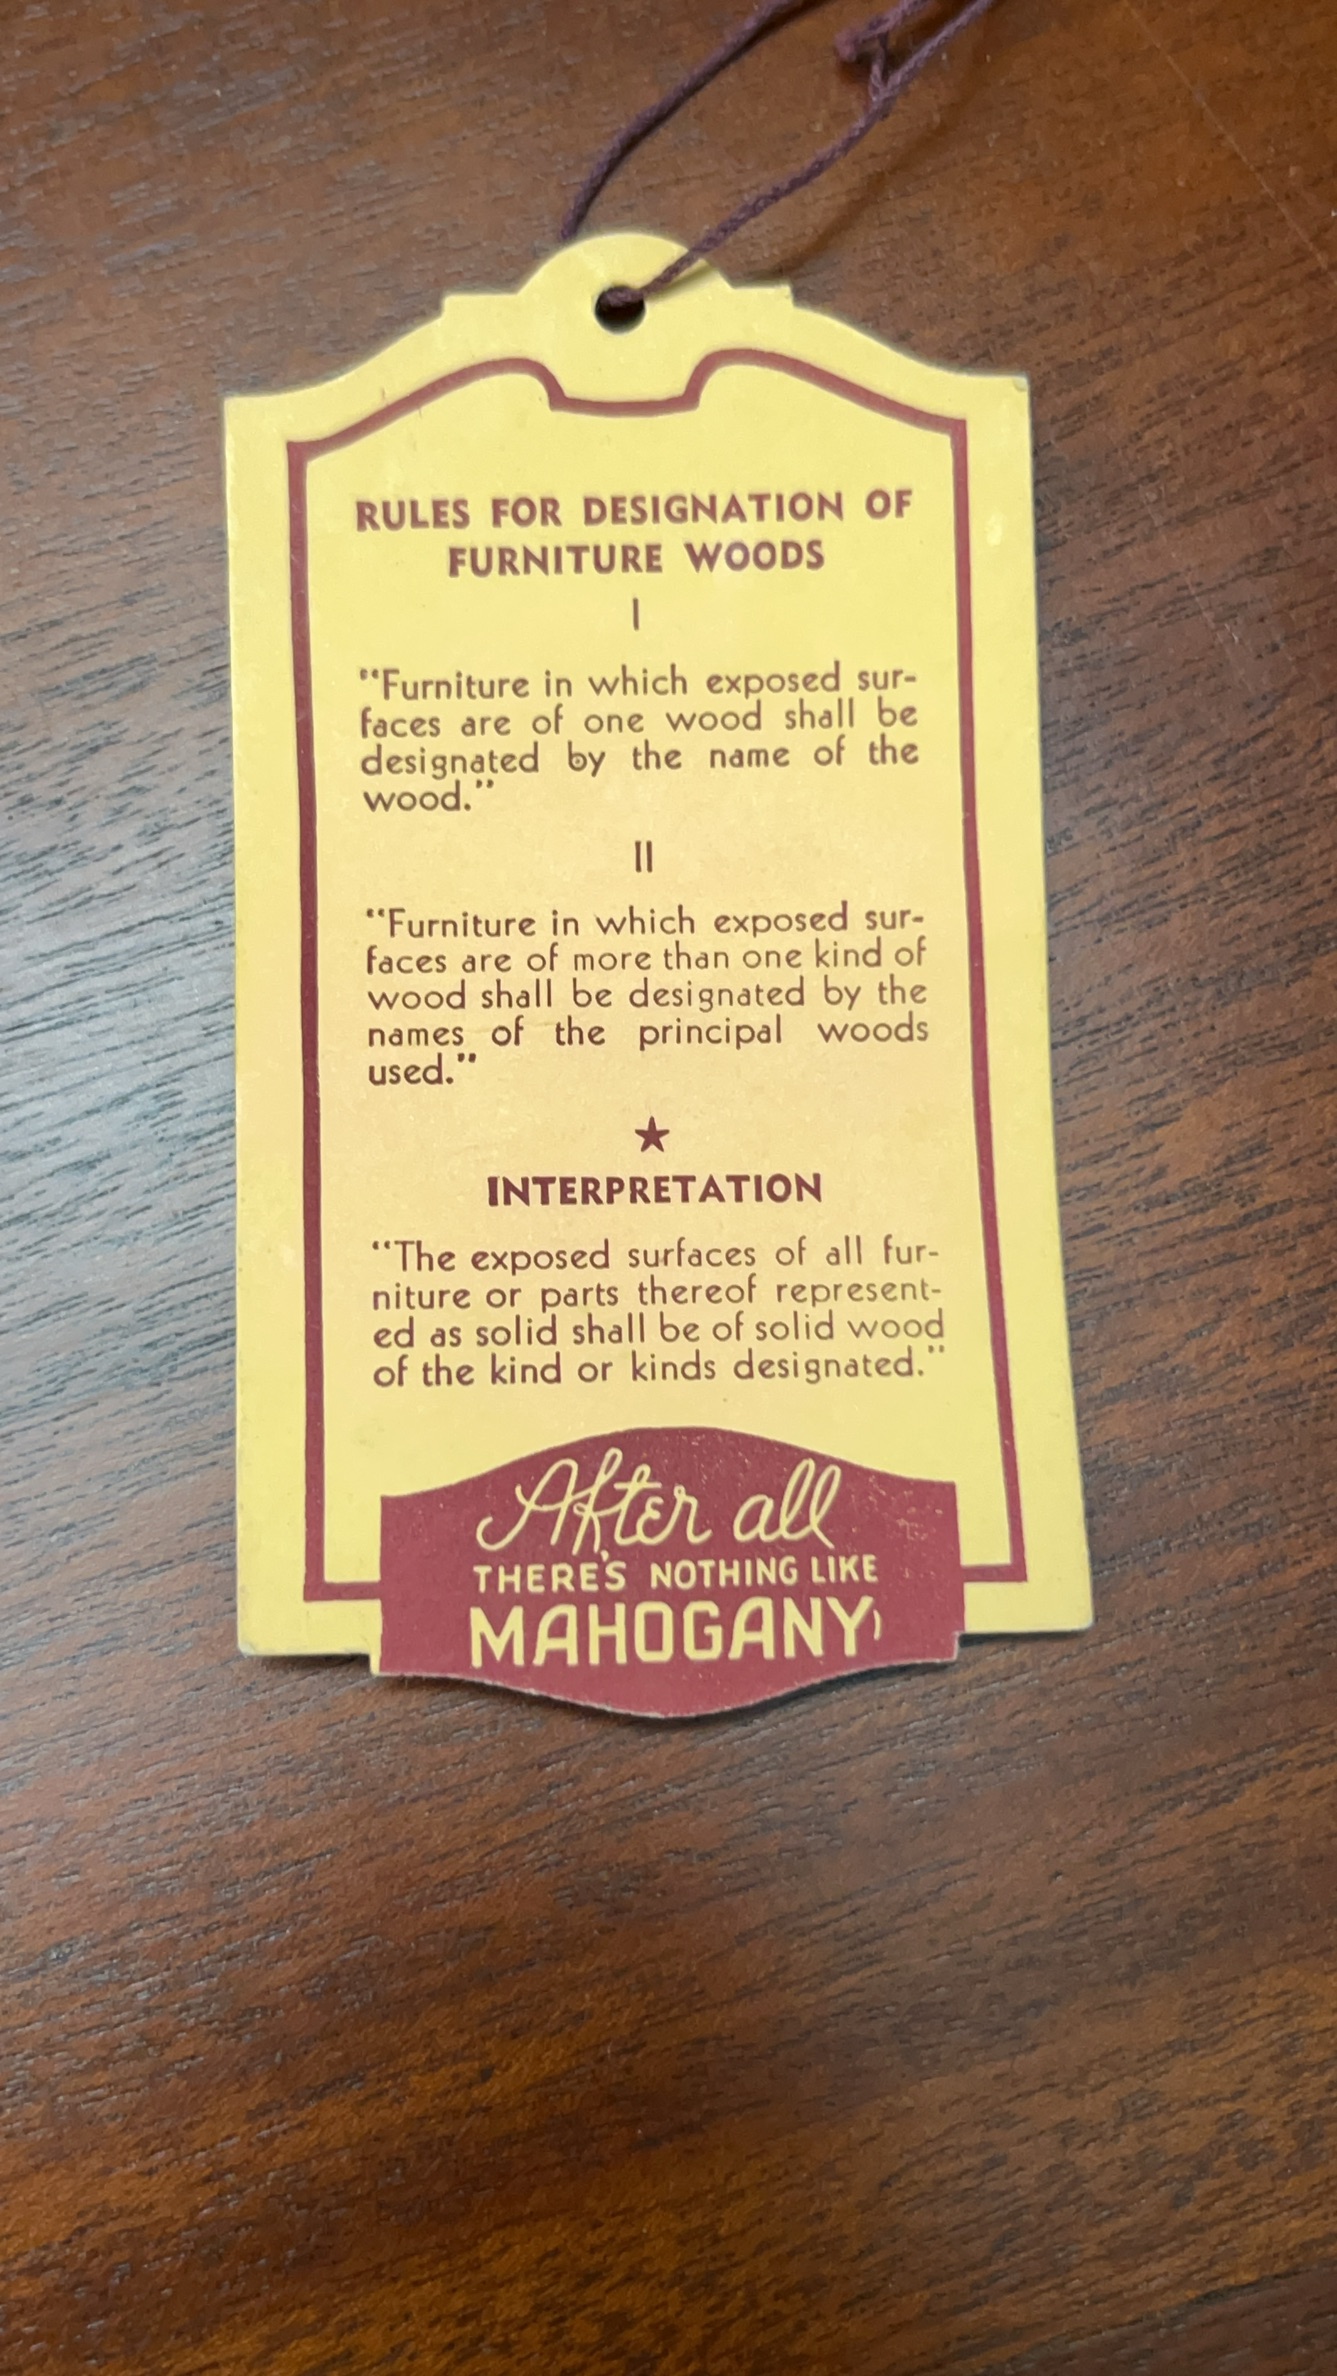 RULES FOR DESIGNATION OF
FURNITURE WOODS
I
"Furniture in which exposed sur-
faces are of one wood shall be
designated by the name of the
wood."
II
"Furniture in which exposed sur-
faces are of more than one kind of
wood shall be designated by the
names of the principal woods
used."
★
INTERPRETATION
"The exposed surfaces of all fur-
niture or parts thereof represent-
ed as solid shall be of solid wood
of the kind or kinds designated."
After all
THERE'S NOTHING LIKE
MAHOGANY